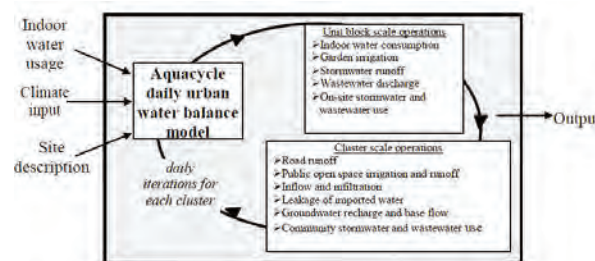 Indoor
water
usage
Climate
input
Site
description
Aquacycle
daily urban
water balance
model
daily
iterations for
each cluster
Unit block scale operations
➢Indoor water consumption
➢Garden irrigation
➢Stormwater runoff
➢Wastewater discharge
➢On-site stormwater and
wastewater use
Cluster scale operations
➢Road runoff
➢Public open space irrigation and runoff
➢Inflow and infiltration
➢Leakage of imported water
➢Groundwater recharge and base flow
➢Community stormwater and wastewater use
Output